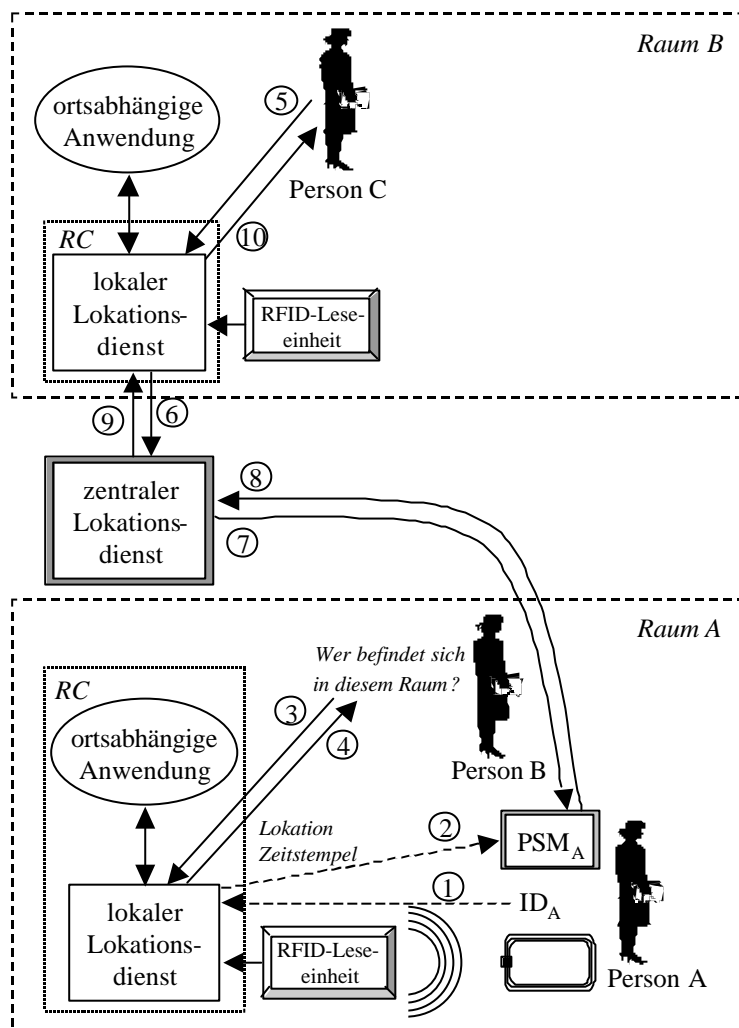 Raum B
ortsabhängige
Anwendung
⑤
Person C
⑩
RC
lokaler
Lokations-
dienst
RFID-Lese-
einheit
⑨
⑥
zentraler
Lokations-
dienst
⑧
⑦
Raum A
Wer befindet sich
in diesem Raum?
RC
③
④
ortsabhängige
Anwendung
Person B
Lokation
Zeitstempel
②
PSM_A
①
ID_A
lokaler
Lokations-
dienst
RFID-Lese-
einheit
Person A